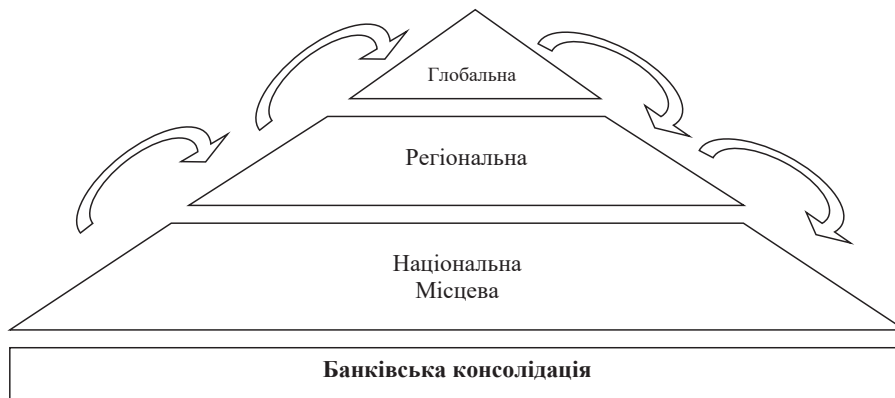 Глобальна
Регіональна
Національна
Місцева
Банківська консолідація